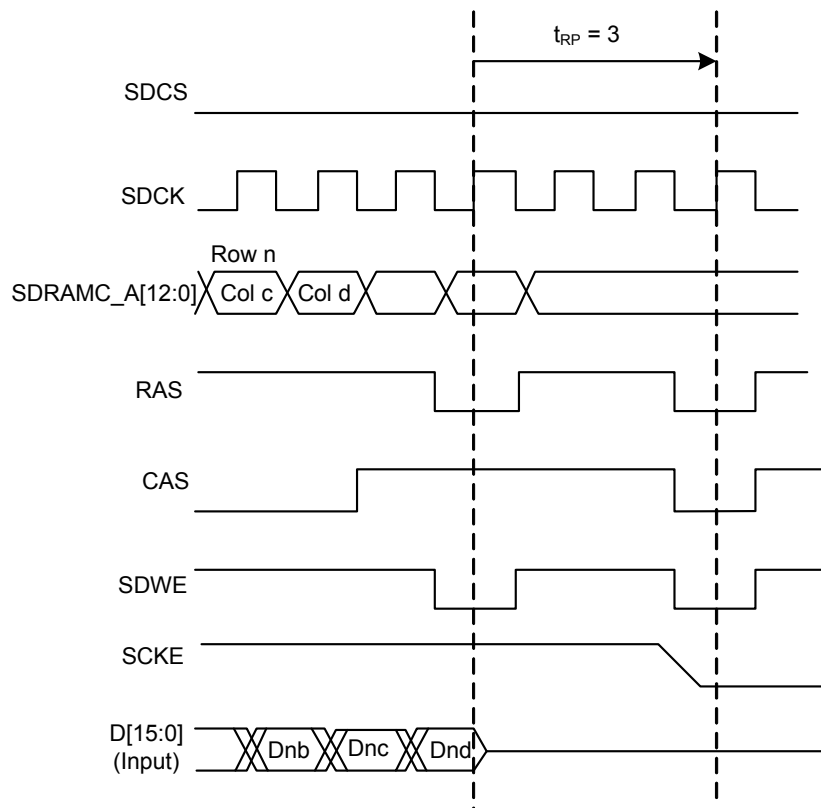 t_RP = 3
SDCS
SDCK
Row n
SDRAMC_A[12:0] Col c Col d
RAS
CAS
SDWE
SCKE
D[15:0]
(Input) Dnb Dnc Dnd